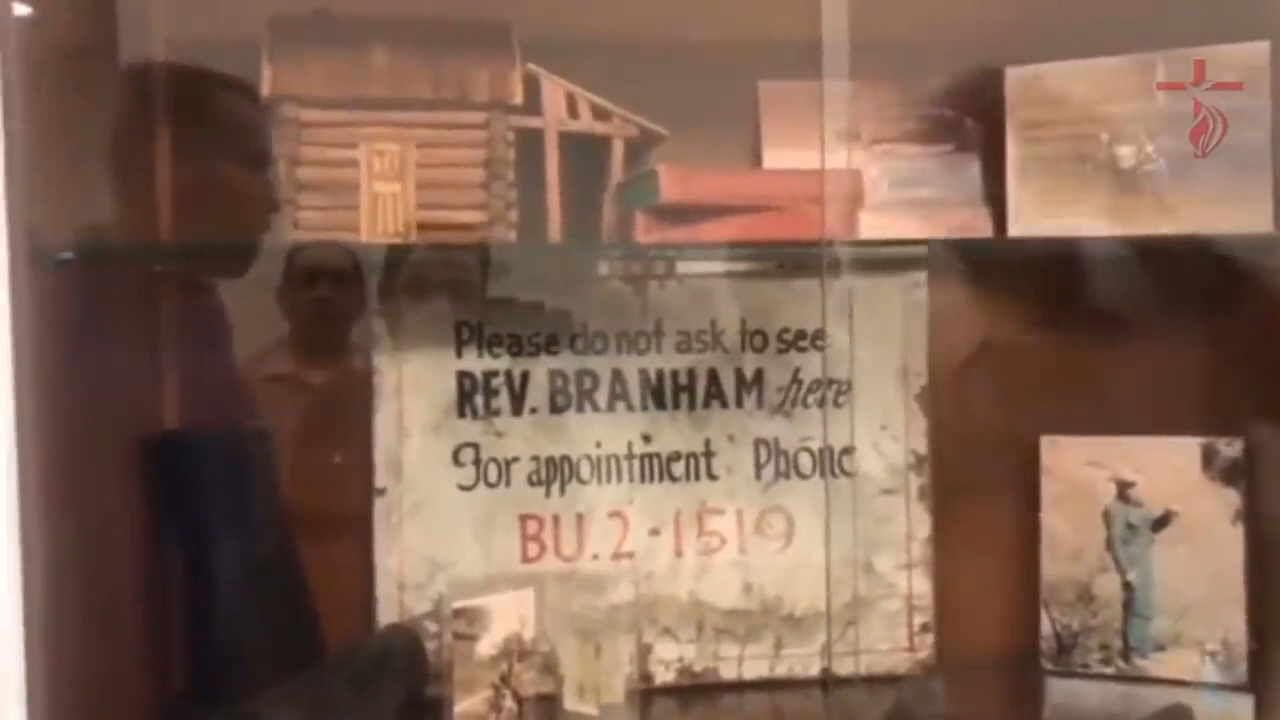 Please do not ask to see
REV. BRANHAM here
For appointment Phone
BU. 2-1519